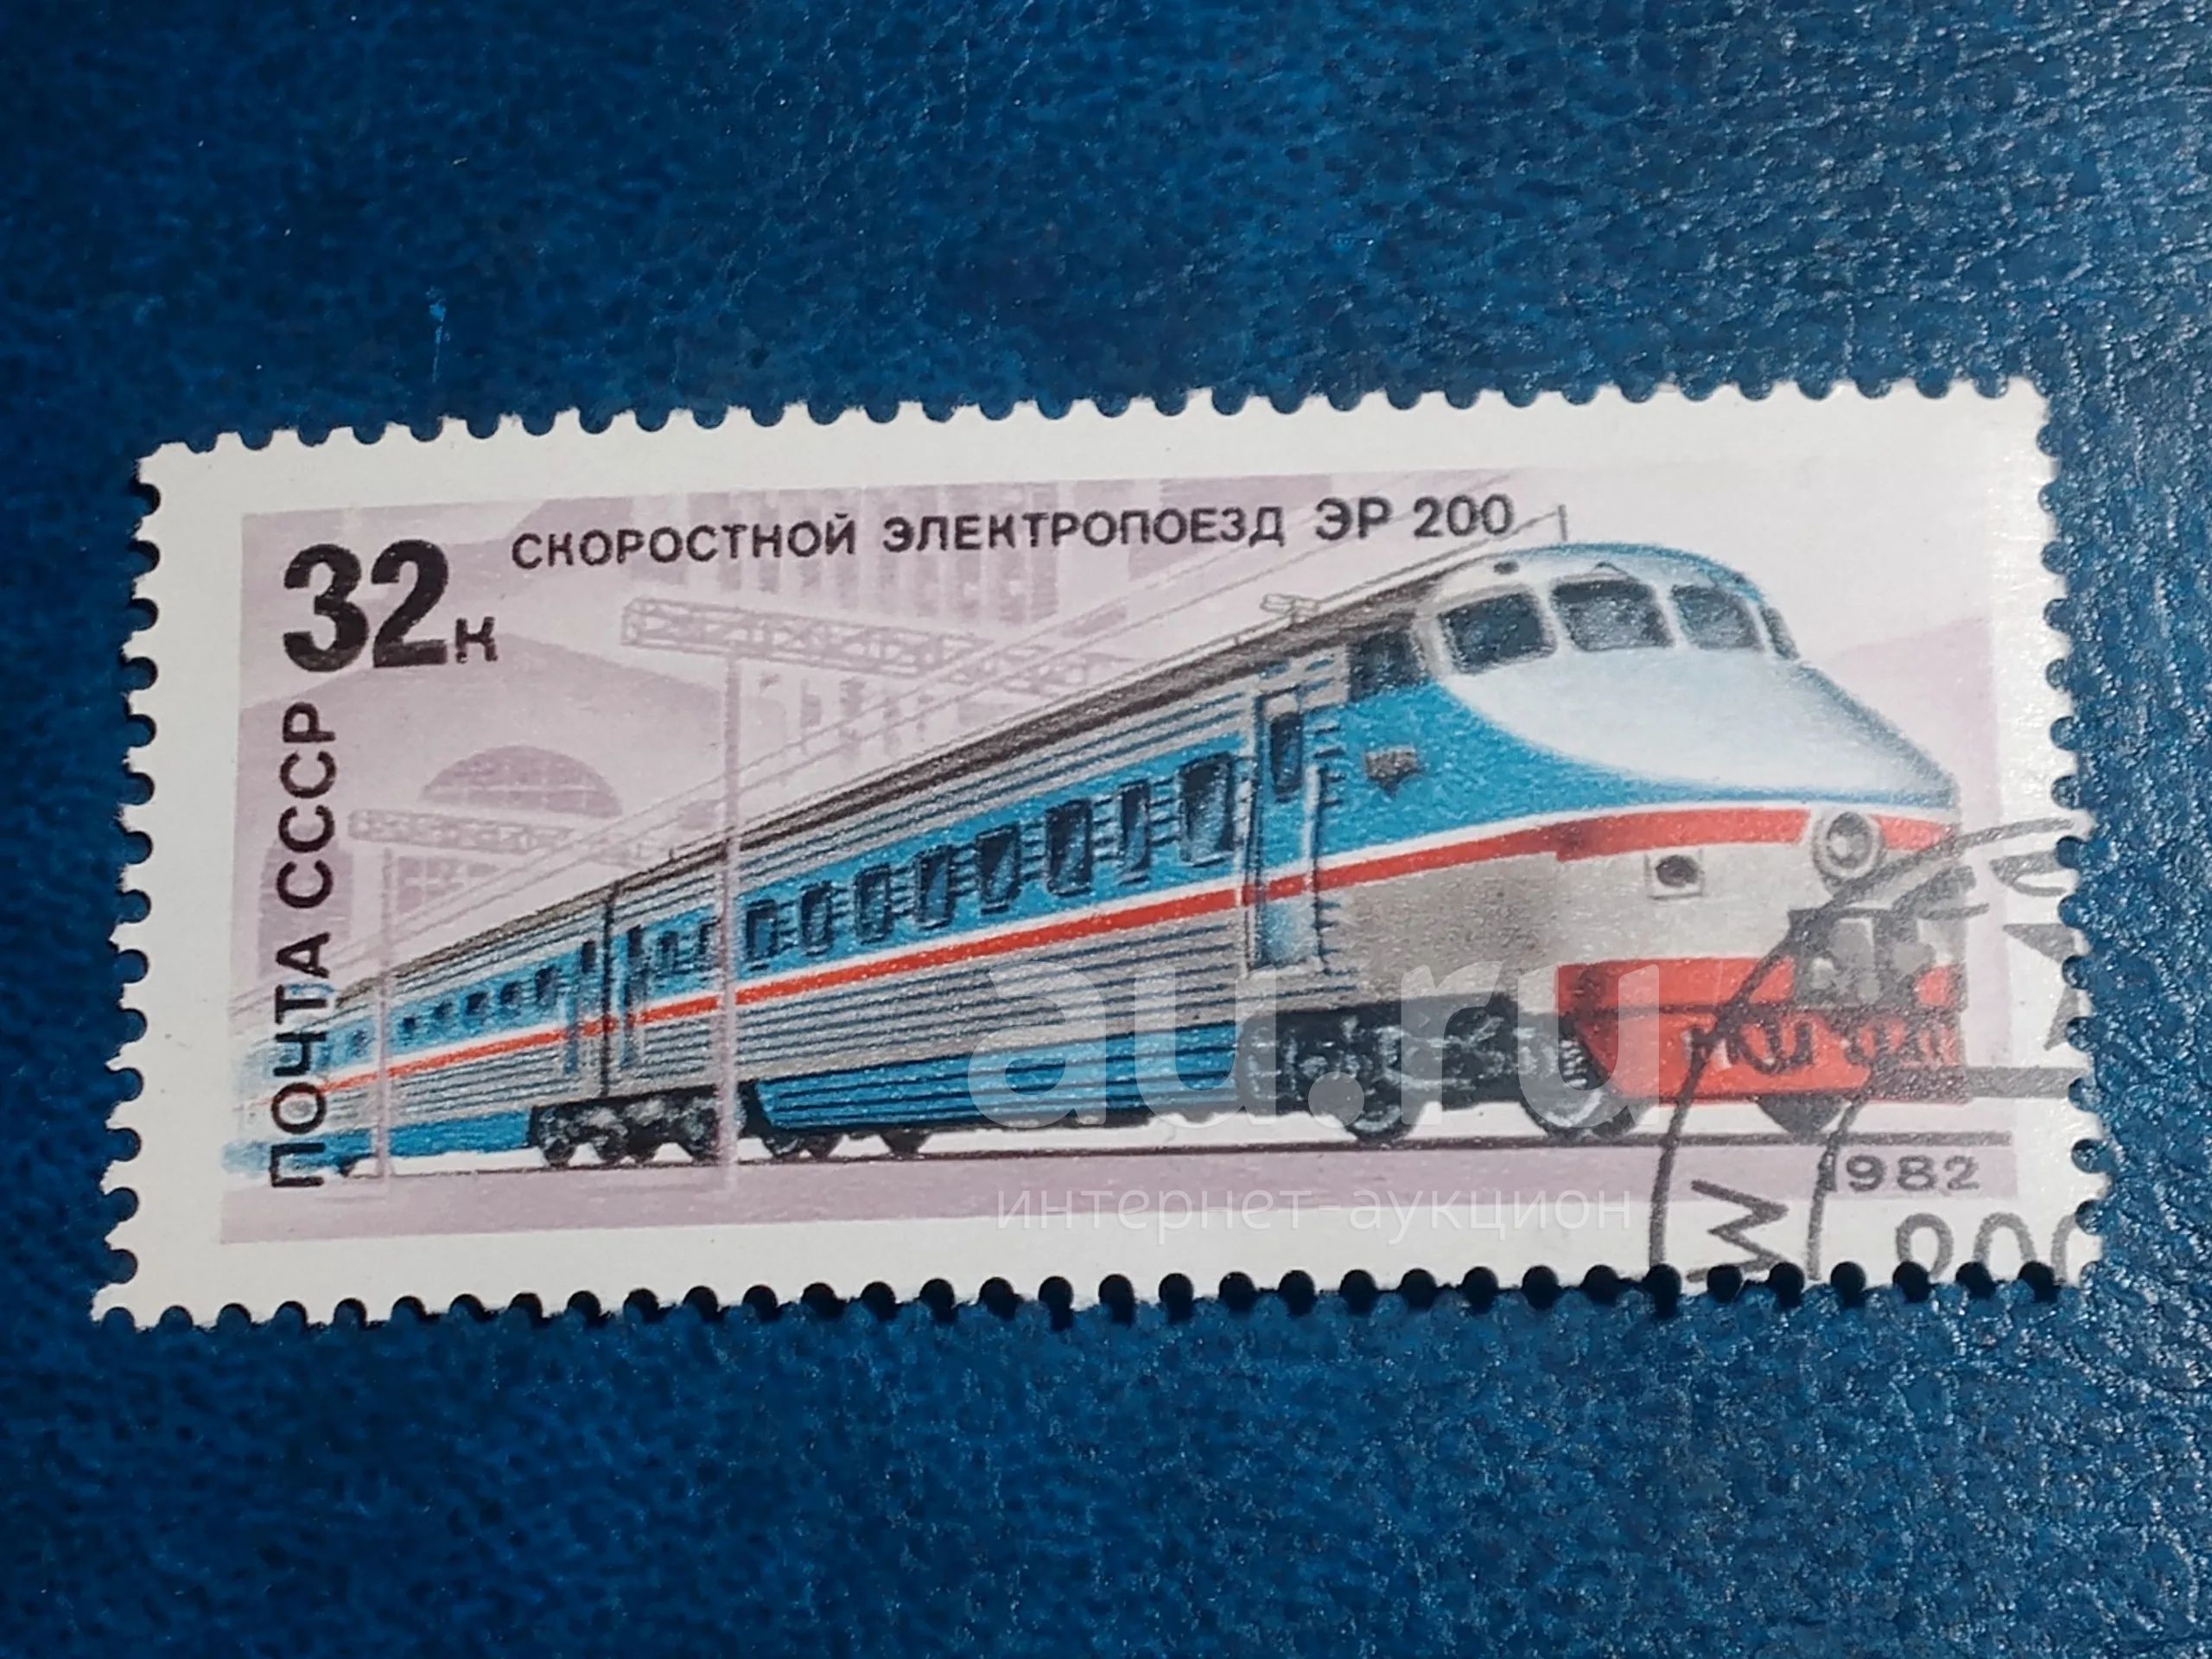 СКОРОСТНОЙ ЭЛЕКТРОПОЕЗД ЭР 200
32к
ПОЧТА СССР
1982
au.ru
интернет-аукцион